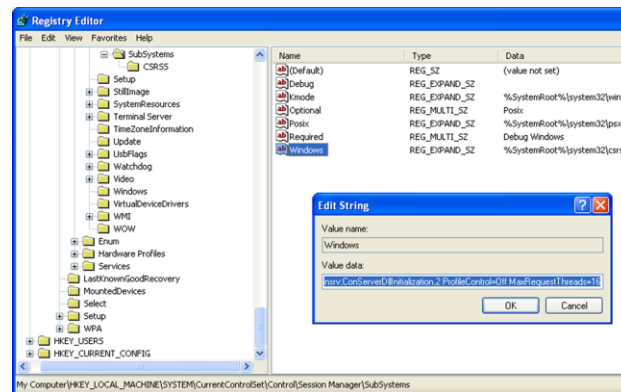 Registry Editor
File Edit View Favorites Help
SubSystems
CSRSS
Setup
StillImage
SystemResources
Terminal Server
TimeZoneInformation
Update
UsbFlags
Watchdog
Video
Windows
VirtualDeviceDrivers
WMI
WOW
Enum
Hardware Profiles
Services
LastKnownGoodRecovery
MountedDevices
Select
Setup
WPA
HKEY_USERS
HKEY_CURRENT_CONFIG
Name Type Data
(Default) REG_SZ (value not set)
Debug REG_EXPAND_SZ
Kmode REG_EXPAND_SZ %SystemRoot%\system32\win
Optional REG_MULTI_SZ Posix
Posix REG_EXPAND_SZ %SystemRoot%\system32\psx
Required REG_MULTI_SZ Debug Windows
Windows REG_EXPAND_SZ %SystemRoot%\system32\csrs
Edit String
Value name:
Windows
Value data:
nsrv:ConServerDllInitialization,2 ProfileControl=Off MaxRequestThreads=16
OK Cancel
My Computer\HKEY_LOCAL_MACHINE\SYSTEM\CurrentControlSet\Control\Session Manager\SubSystems